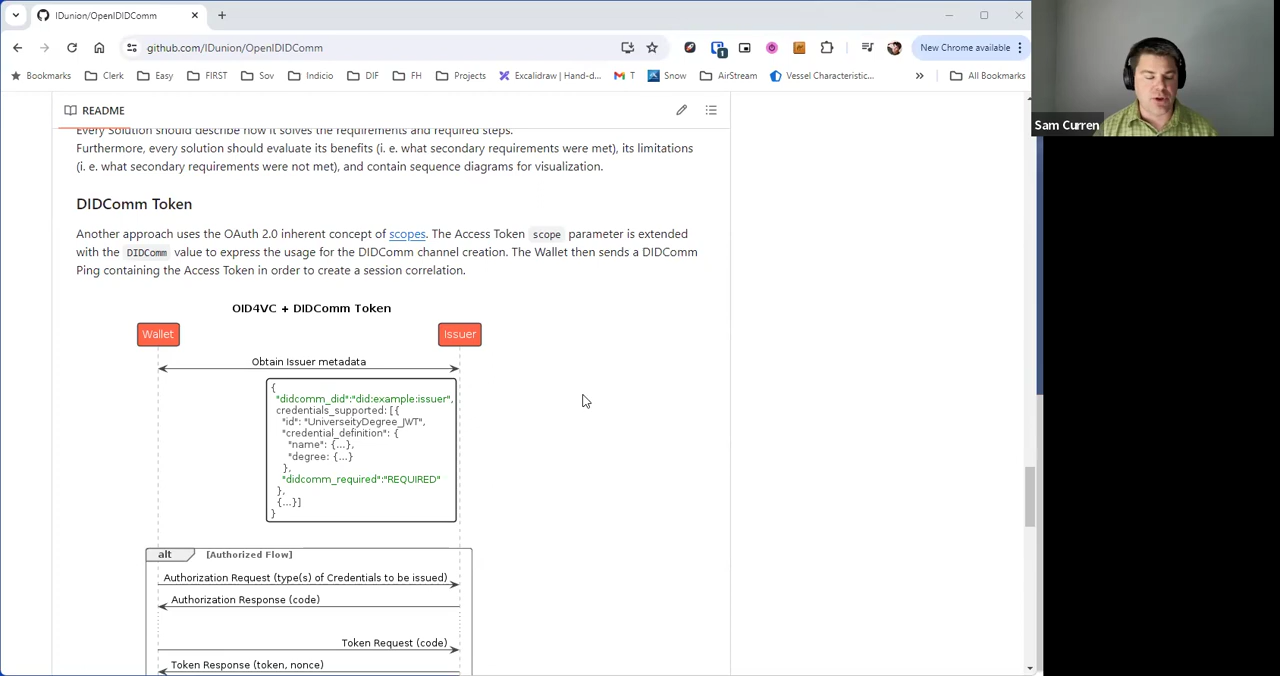 IDunion/OpenIDIDComm
github.com/IDunion/OpenIDIDComm
1
New Chrome available
Bookmarks
Clerk
Easy
FIRST
Sov
Indicio
DIF
FH
Projects
Excalidraw | Hand-d...
T
Snow
AirStream
Vessel Characteristic...
»
All Bookmarks
Sam Curren
README
Every Solution should describe how it solves the requirements and required steps.
Furthermore, every solution should evaluate its benefits (i. e. what secondary requirements were met), its limitations
(i. e. what secondary requirements were not met), and contain sequence diagrams for visualization.
DIDComm Token
Another approach uses the OAuth 2.0 inherent concept of scopes. The Access Token scope parameter is extended
with the DIDComm value to express the usage for the DIDComm channel creation. The Wallet then sends a DIDComm
Ping containing the Access Token in order to create a session correlation.
OID4VC + DIDComm Token
Wallet
Issuer
Obtain Issuer metadata
{
"didcomm_did":"did:example:issuer",
credentials_supported: [{
"id": "UniverseityDegree_JWT",
"credential_definition": {
"name": {...},
"degree: {...}
},
"didcomm_required":"REQUIRED"
},
{...}]
}
alt
[Authorized Flow]
Authorization Request (type(s) of Credentials to be issued)
Authorization Response (code)
Token Request (code)
Token Response (token, nonce)